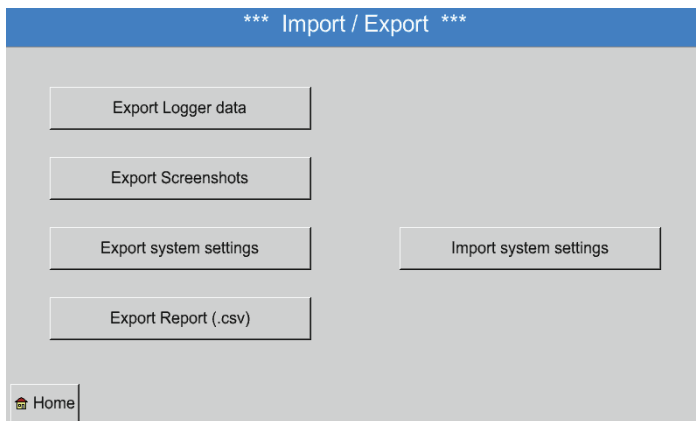 *** Import / Export ***
Export Logger data
Export Screenshots
Export system settings
Import system settings
Export Report (.csv)
Home